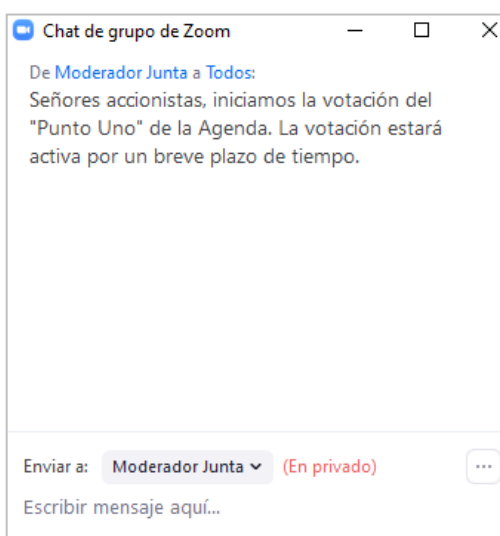 Chat de grupo de Zoom
De Moderador Junta a Todos:
Señores accionistas, iniciamos la votación del
"Punto Uno" de la Agenda. La votación estará
activa por un breve plazo de tiempo.
Enviar a: Moderador Junta (En privado)
Escribir mensaje aquí...